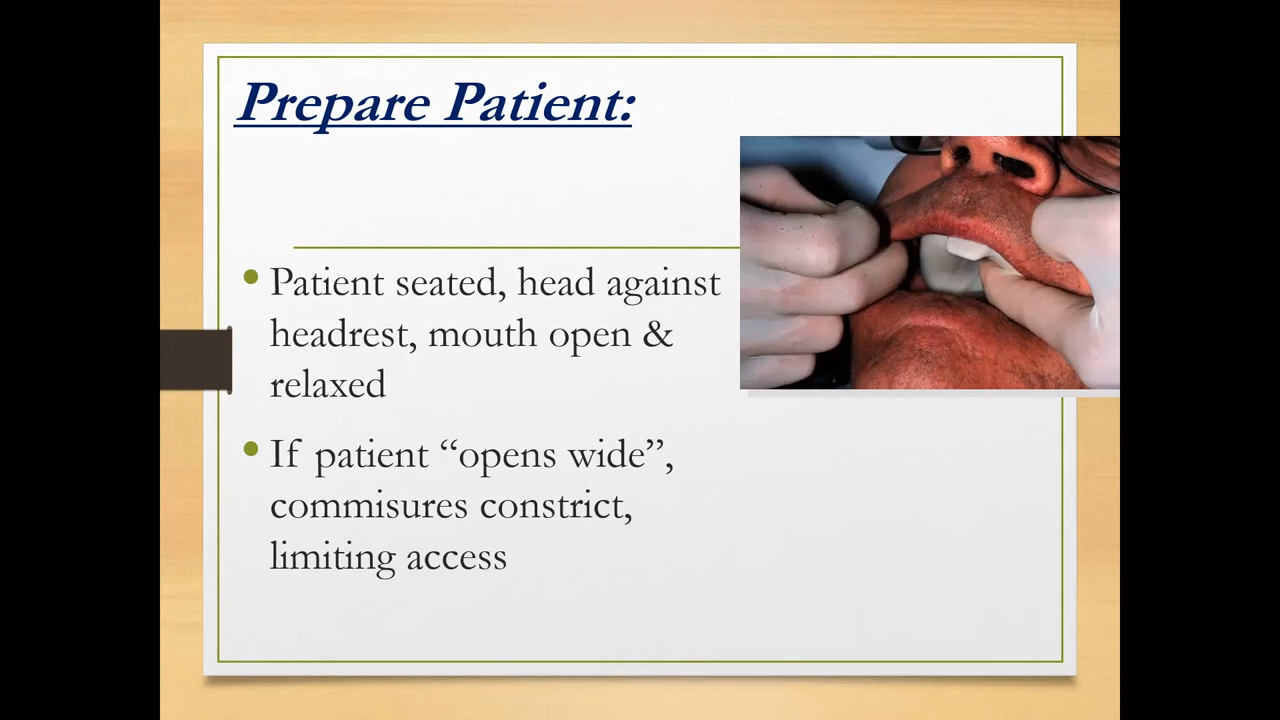 Prepare Patient:
• Patient seated, head against
headrest, mouth open &
relaxed
• If patient “opens wide”,
commisures constrict,
limiting access